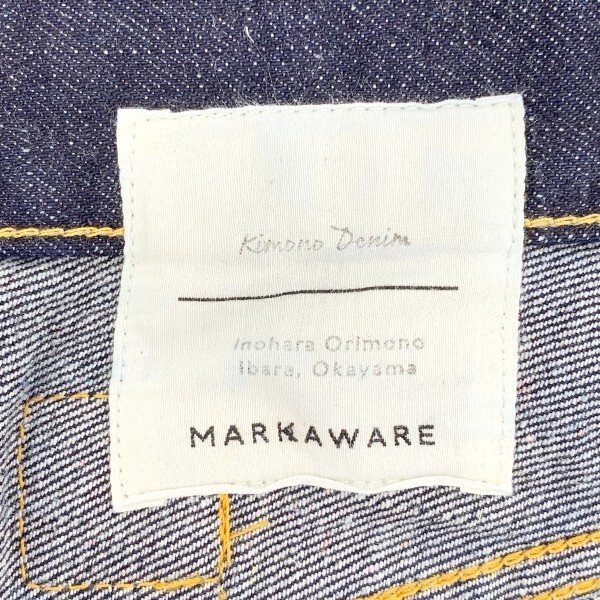 Kimono Denim
Inohara Orimono
Ibara, Okayama
MARKAWARE